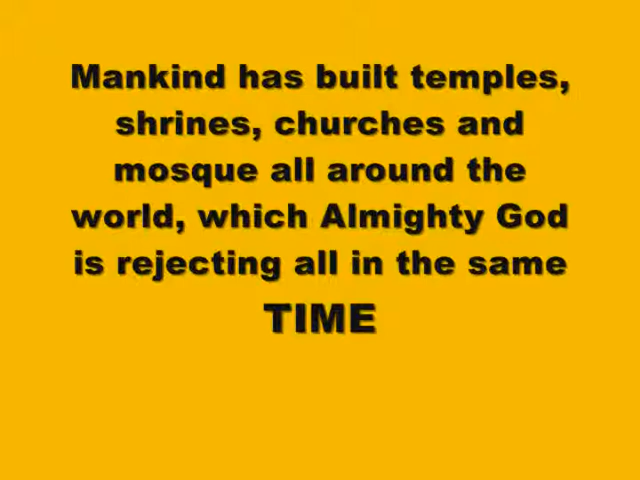 Mankind has built temples,
shrines, churches and
mosque all around the
world, which Almighty God
is rejecting all in the same
TIME